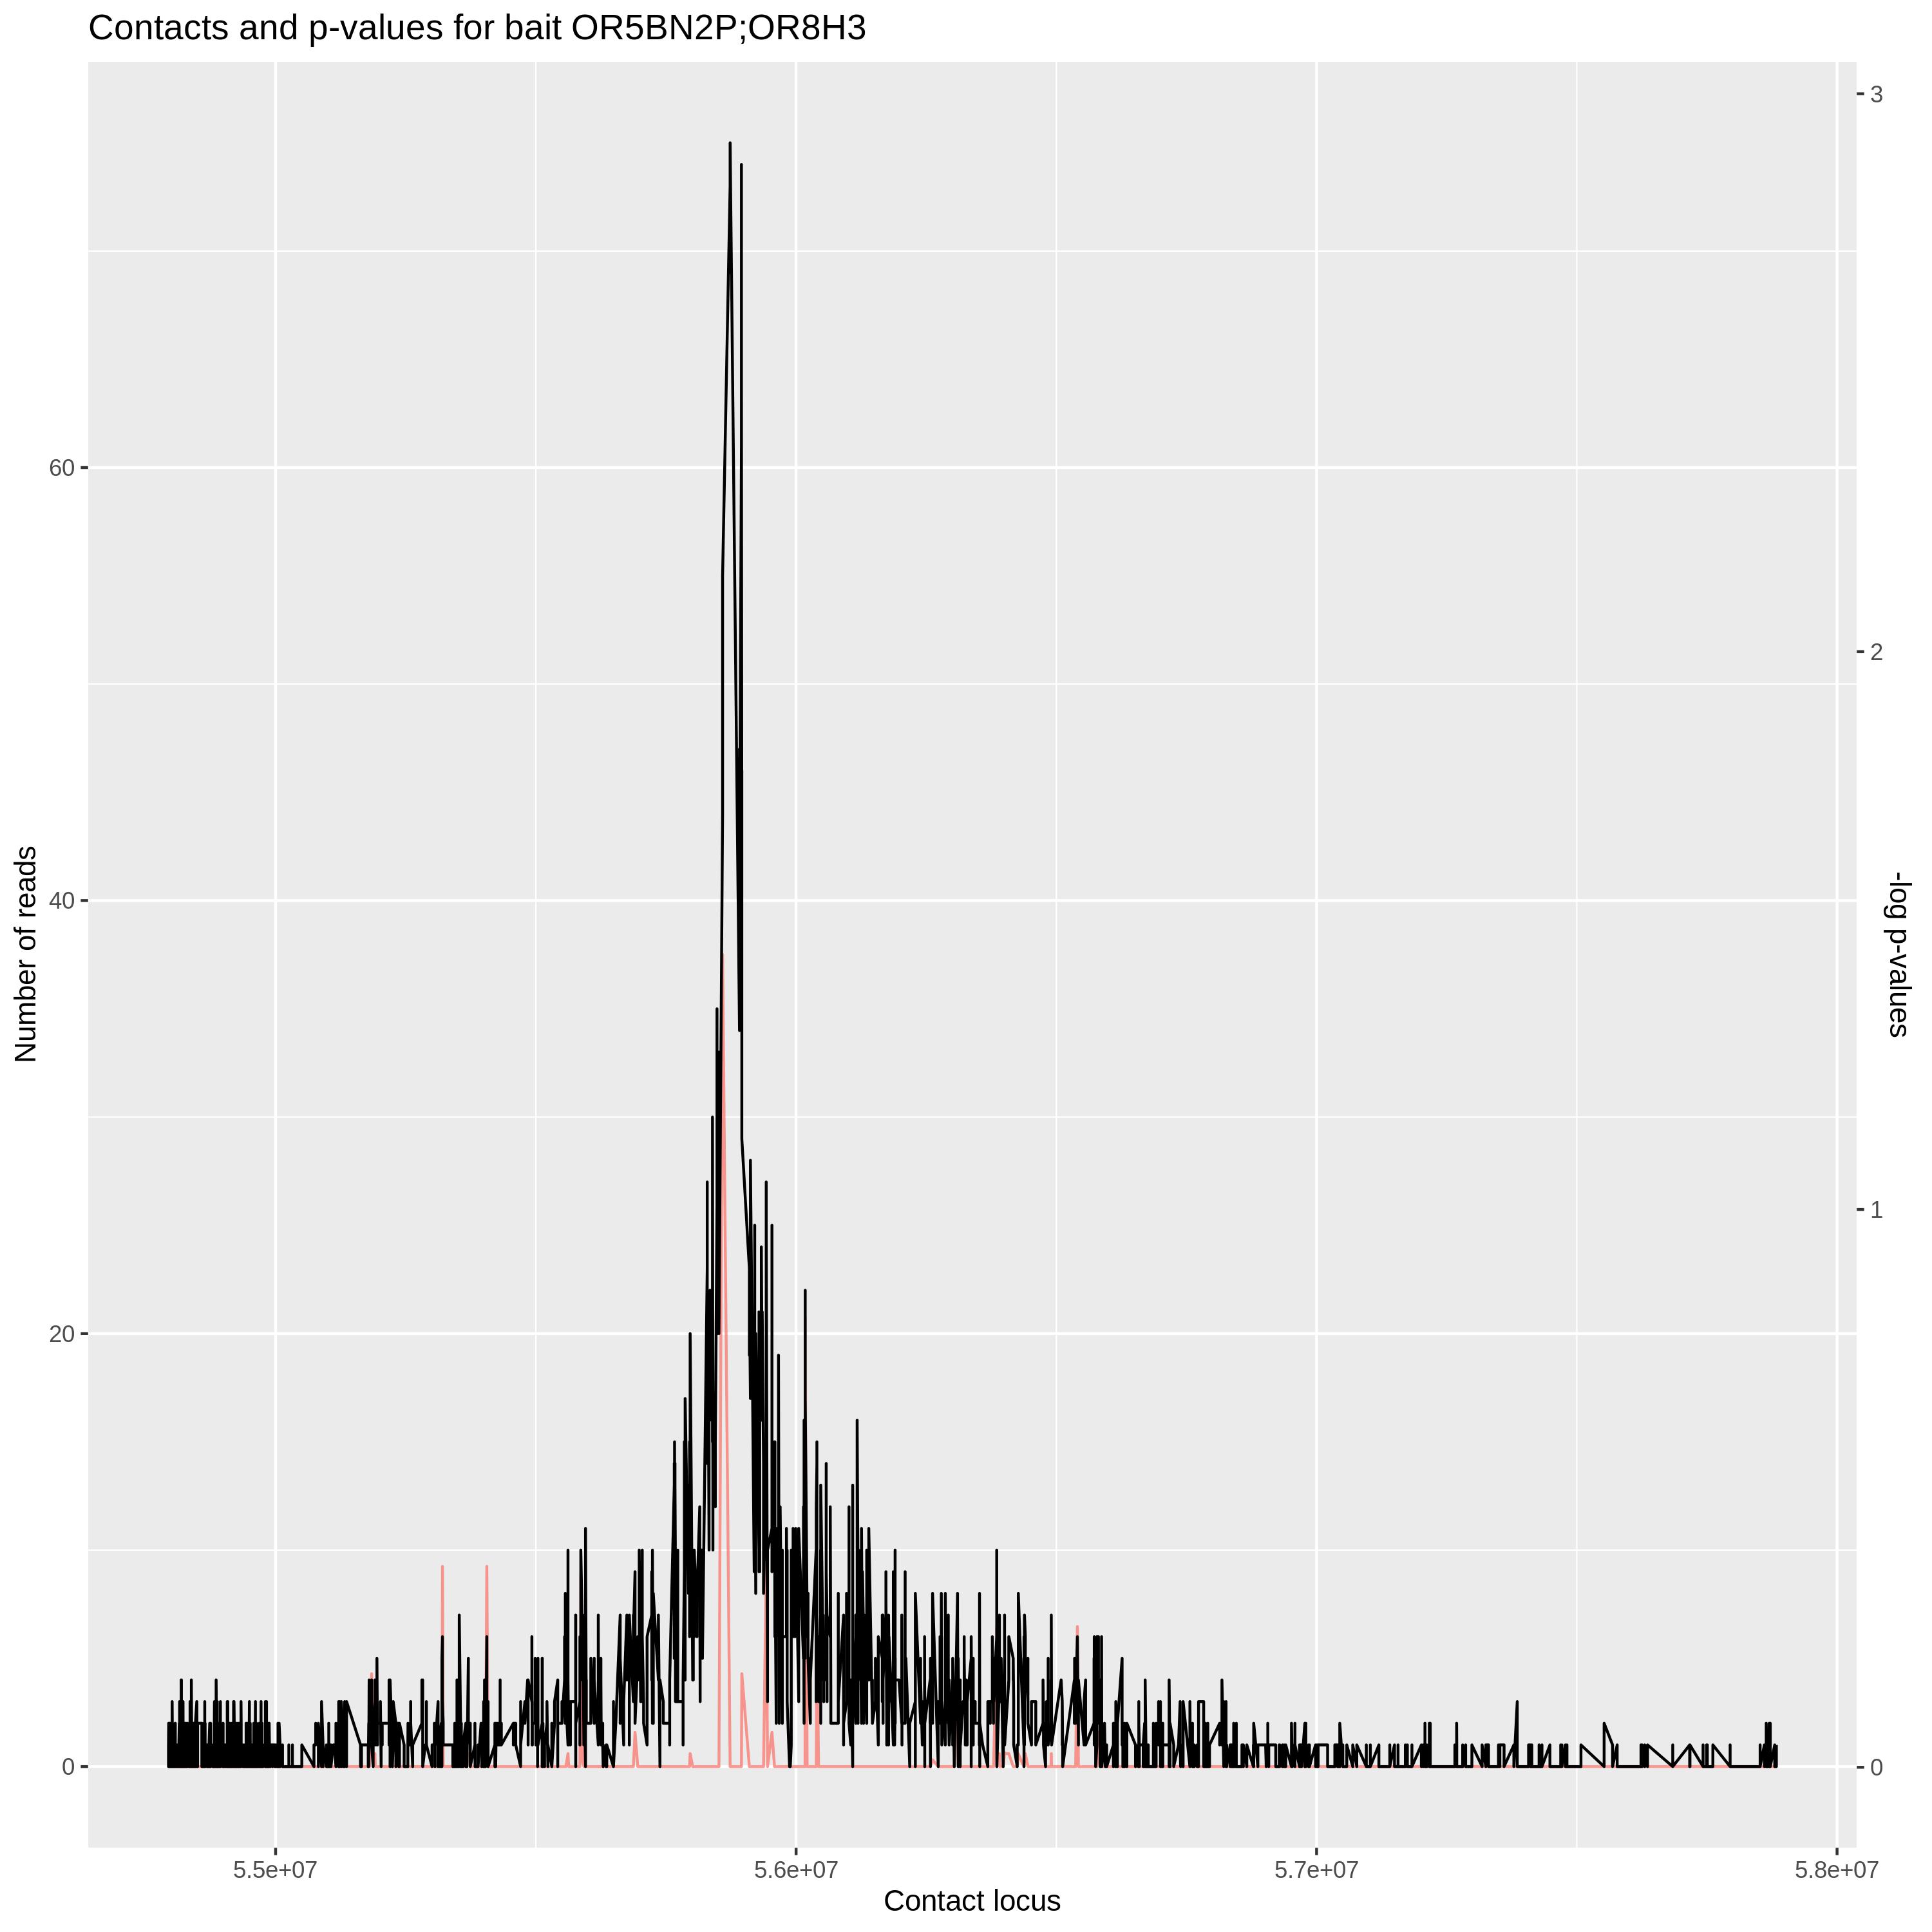 Contacts and p-values for bait OR5BN2P;OR8H3
Number of reads
60
40
20
0
3
2
1
0
-log p-values
5.5e+07 5.6e+07 5.7e+07 5.8e+07
Contact locus